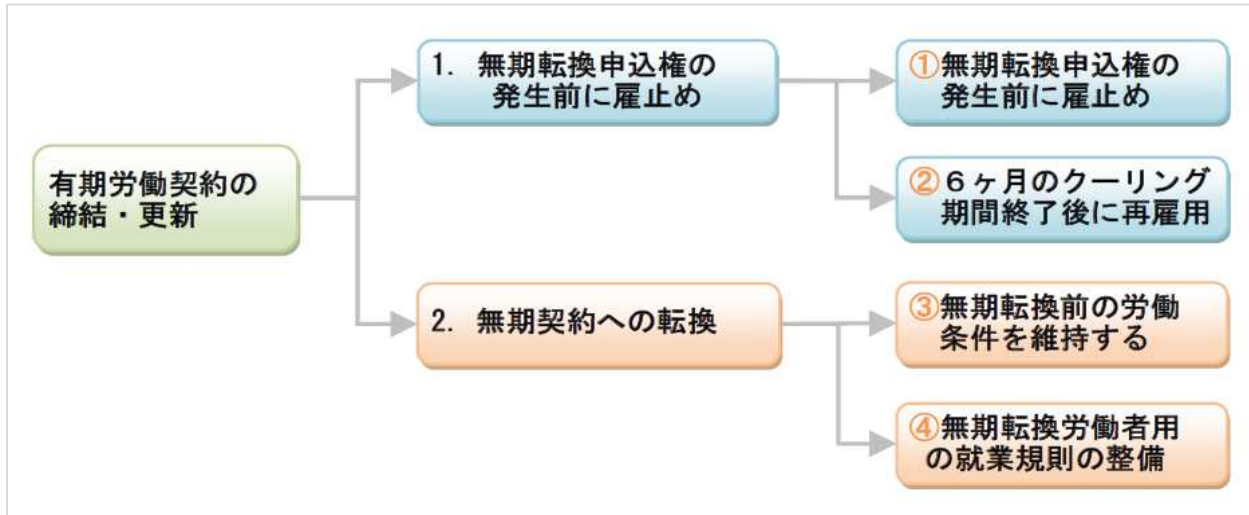 有期労働契約の
締結・更新
1. 無期転換申込権の
発生前に雇止め
①無期転換申込権の
発生前に雇止め
②６ヶ月のクーリング
期間終了後に再雇用
2. 無期契約への転換
③無期転換前の労働
条件を維持する
④無期転換労働者用
の就業規則の整備